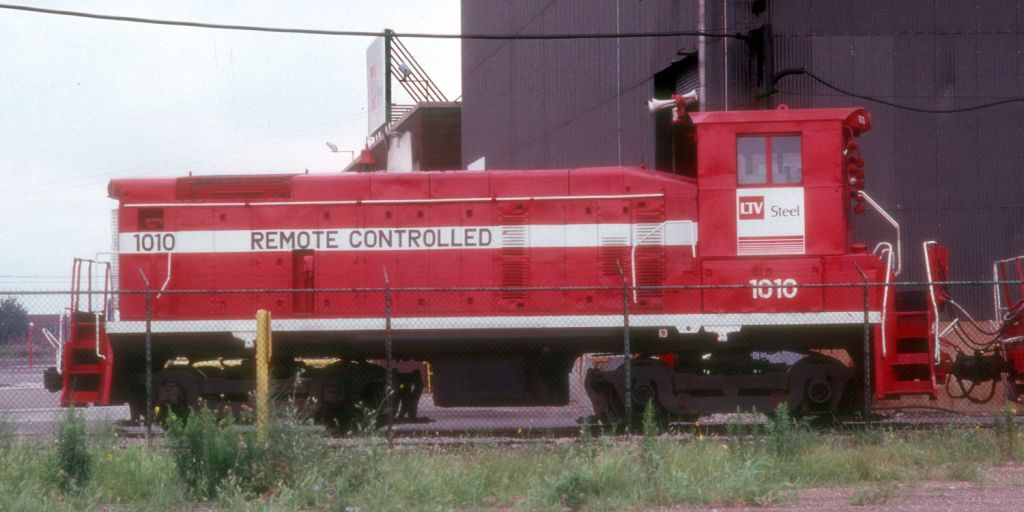 1010 REMOTE CONTROLLED
LTV Steel
1010